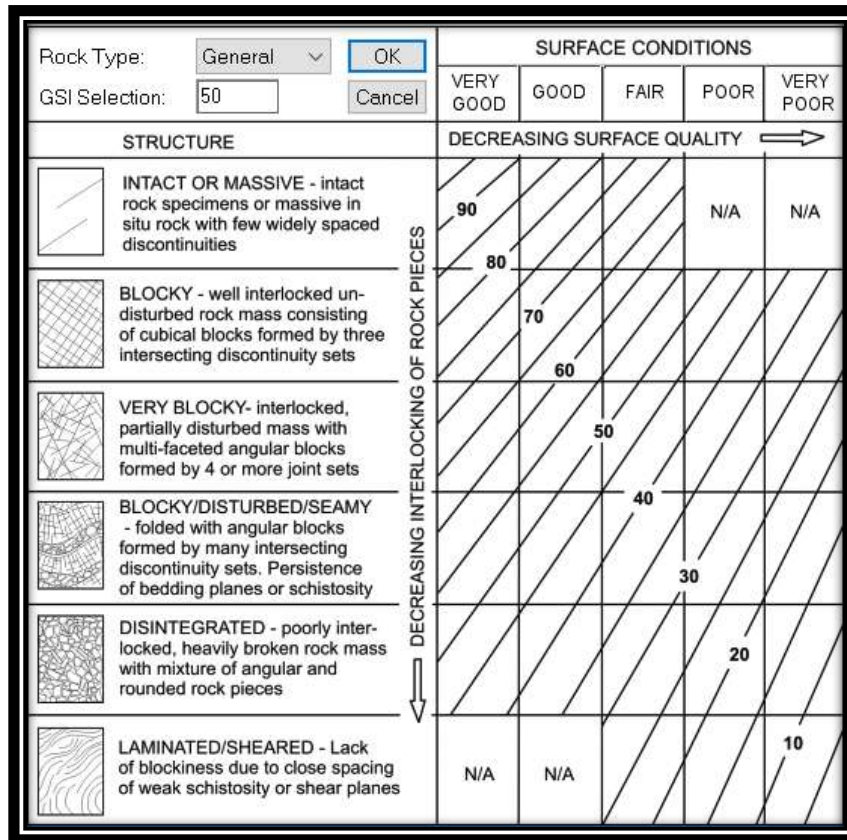 Rock Type: General OK
GSI Selection: 50 Cancel
SURFACE CONDITIONS
VERY GOOD
GOOD
FAIR
POOR
VERY POOR
STRUCTURE
DECREASING SURFACE QUALITY
DECREASING INTERLOCKING OF ROCK PIECES
INTACT OR MASSIVE - intact
rock specimens or massive in
situ rock with few widely spaced
discontinuities
90
80
N/A N/A
BLOCKY - well interlocked un-
disturbed rock mass consisting
of cubical blocks formed by three
intersecting discontinuity sets
70
60
VERY BLOCKY- interlocked,
partially disturbed mass with
multi-faceted angular blocks
formed by 4 or more joint sets
50
BLOCKY/DISTURBED/SEAMY
- folded with angular blocks
formed by many intersecting
discontinuity sets. Persistence
of bedding planes or schistosity
40
30
DISINTEGRATED - poorly inter-
locked, heavily broken rock mass
with mixture of angular and
rounded rock pieces
20
LAMINATED/SHEARED - Lack
of blockiness due to close spacing
of weak schistosity or shear planes
N/A N/A
10